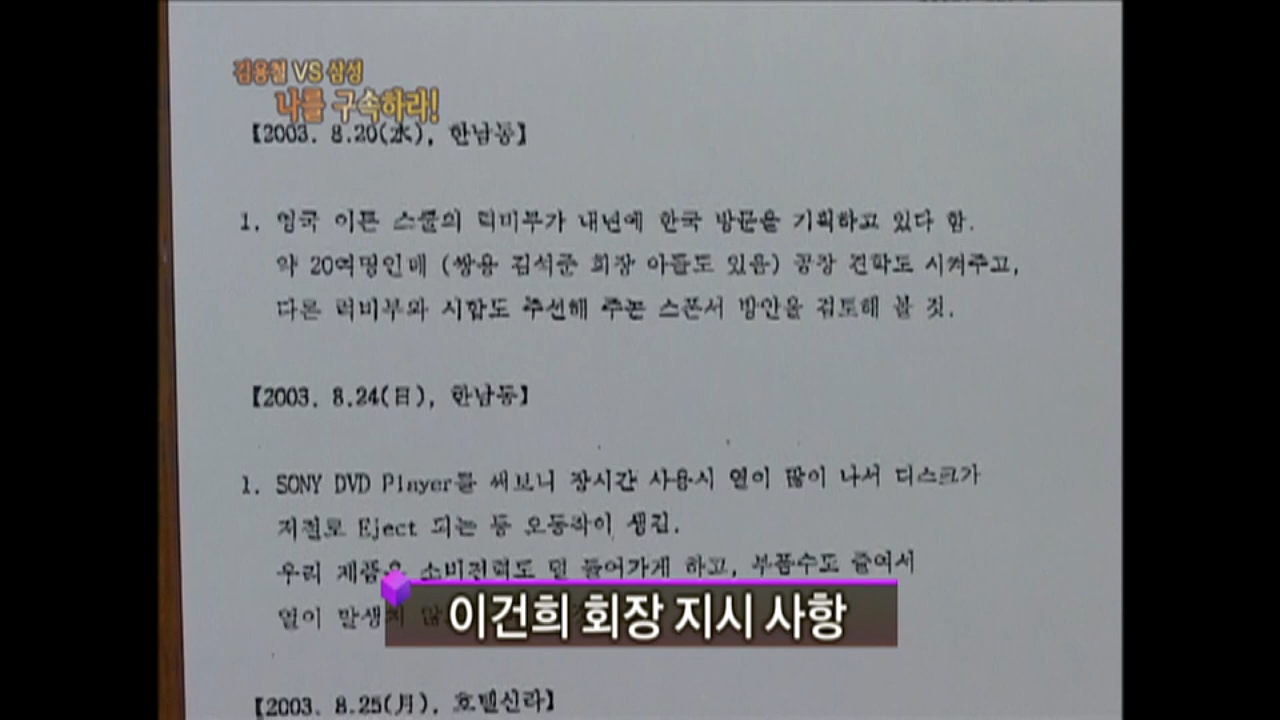 김용철 VS 삼성
나를 구속하라!
【2003. 8.20(水), 한남동】
1. 영국 이튼 스쿨의 럭비부가 내년에 한국 방문을 기획하고 있다 함.
약 20여명인데 (쌍용 김석준 회장 아들도 있음) 공장 견학도 시켜주고,
다른 럭비부와 시합도 주선해 주는 스폰서 방안을 검토해 볼 것.
【2003. 8.24(日), 한남동】
1. SONY DVD Player를 써보니 장시간 사용시 열이 많이 나서 디스크가
저절로 Eject 되는 등 오동작이 생김.
우리 제품은 소비전력도 덜 들어가게 하고, 부품수도 줄여서
열이 발생치
이건희 회장 지시 사항
【2003. 8.25(月), 호텔신라】